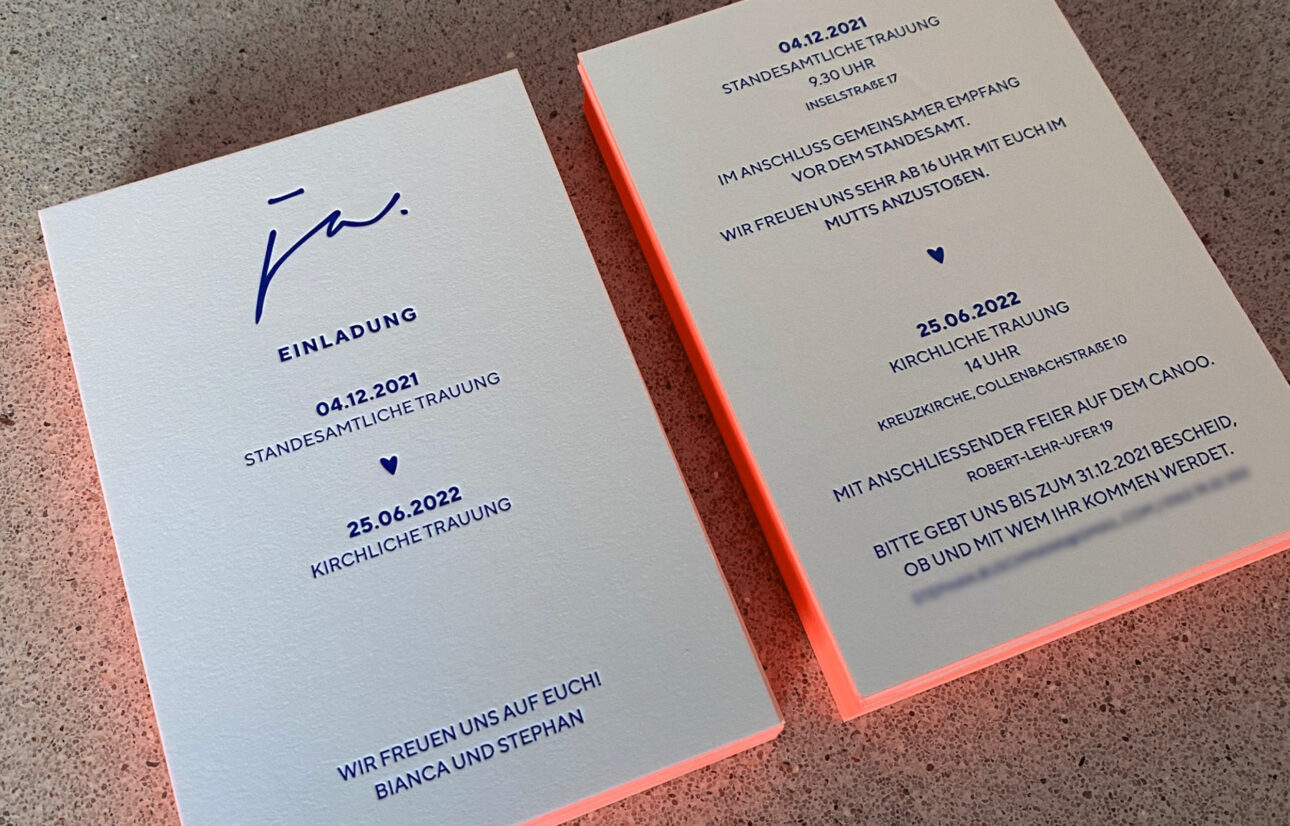 ja.
EINLADUNG
04.12.2021
STANDESAMTLICHE TRAUUNG
25.06.2022
KIRCHLICHE TRAUUNG
WIR FREUEN UNS AUF EUCH!
BIANCA UND STEPHAN
04.12.2021
STANDESAMTLICHE TRAUUNG
9.30 UHR
INSELSTRAßE 17
IM ANSCHLUSS GEMEINSAMER EMPFANG
VOR DEM STANDESAMT.
WIR FREUEN UNS SEHR AB 16 UHR MIT EUCH IM
MUTTS ANZUSTOßEN.
25.06.2022
KIRCHLICHE TRAUUNG
14 UHR
KREUZKIRCHE, COLLENBACHSTRAßE 10
MIT ANSCHLIESSENDER FEIER AUF DEM CANOO.
ROBERT-LEHR-UFER 19
BITTE GEBT UNS BIS ZUM 31.12.2021 BESCHEID,
OB UND MIT WEM IHR KOMMEN WERDET.